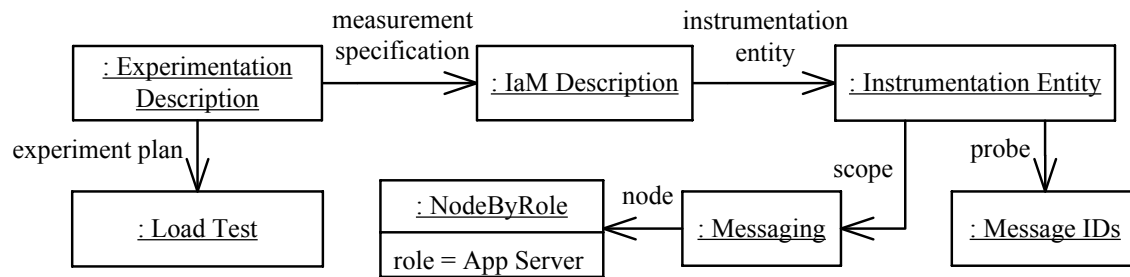 measurement
specification
instrumentation
entity
: Experimentation
Description
: IaM Description
: Instrumentation Entity
experiment plan
probe
scope
node
: Load Test
: NodeByRole
role = App Server
: Messaging
: Message IDs